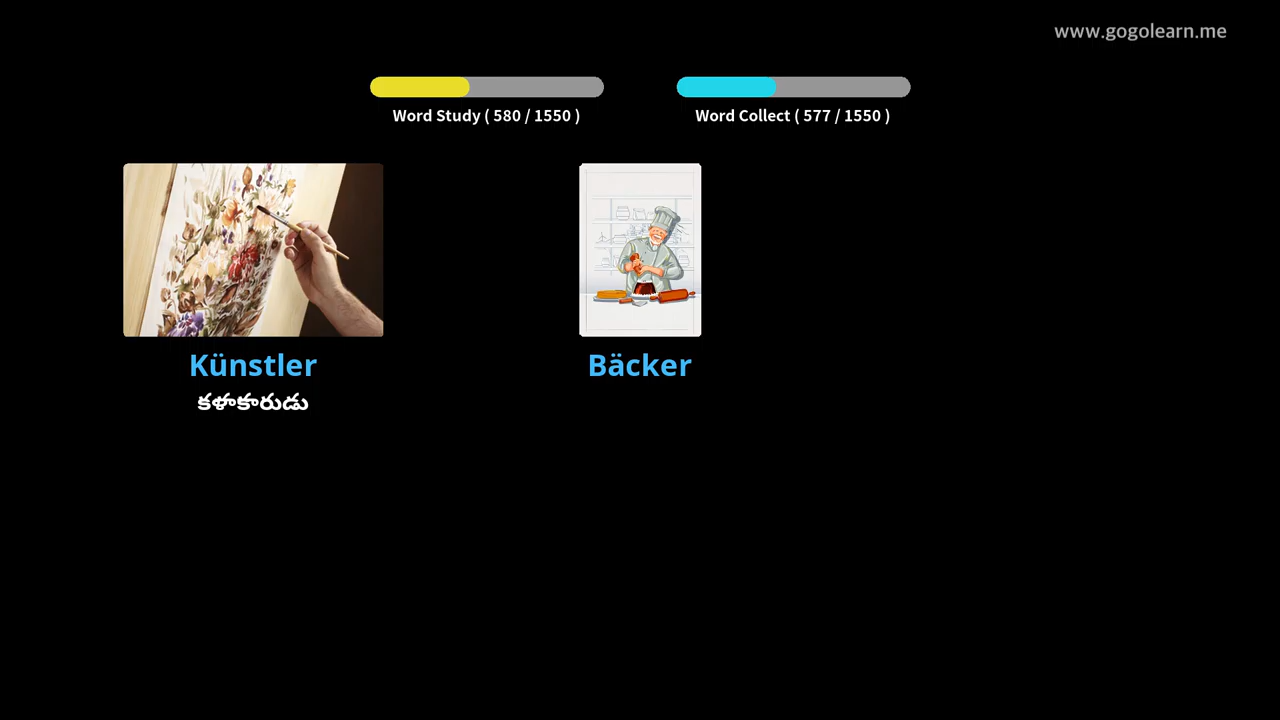 www.gogolearn.me
Word Study ( 580 / 1550 )
Word Collect ( 577 / 1550 )
Künstler
Bäcker
కళాకారుడు